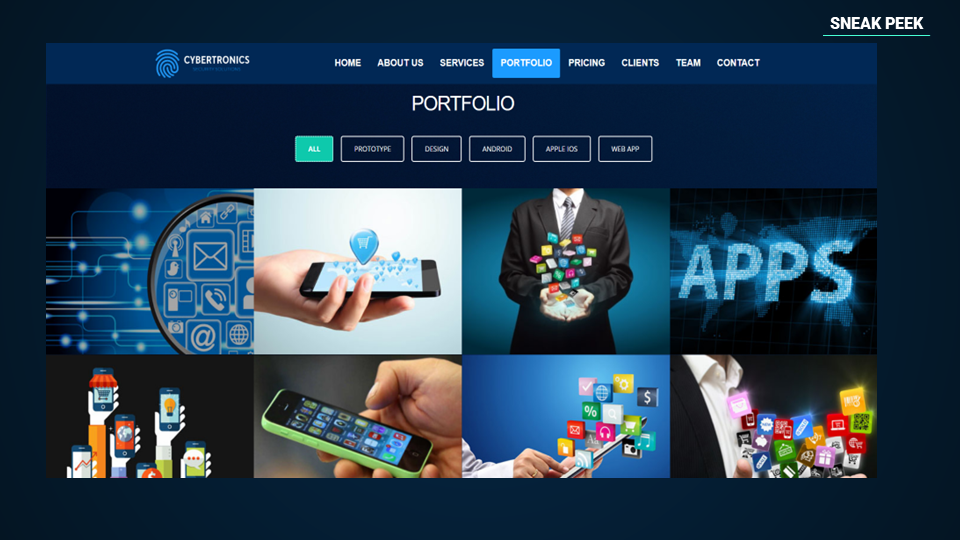 SNEAK PEEK
CYBERTRONICS
HOME ABOUT US SERVICES PORTFOLIO PRICING CLIENTS TEAM CONTACT
PORTFOLIO
ALL PROTOTYPE DESIGN ANDROID APPLE IOS WEB APP
APPS